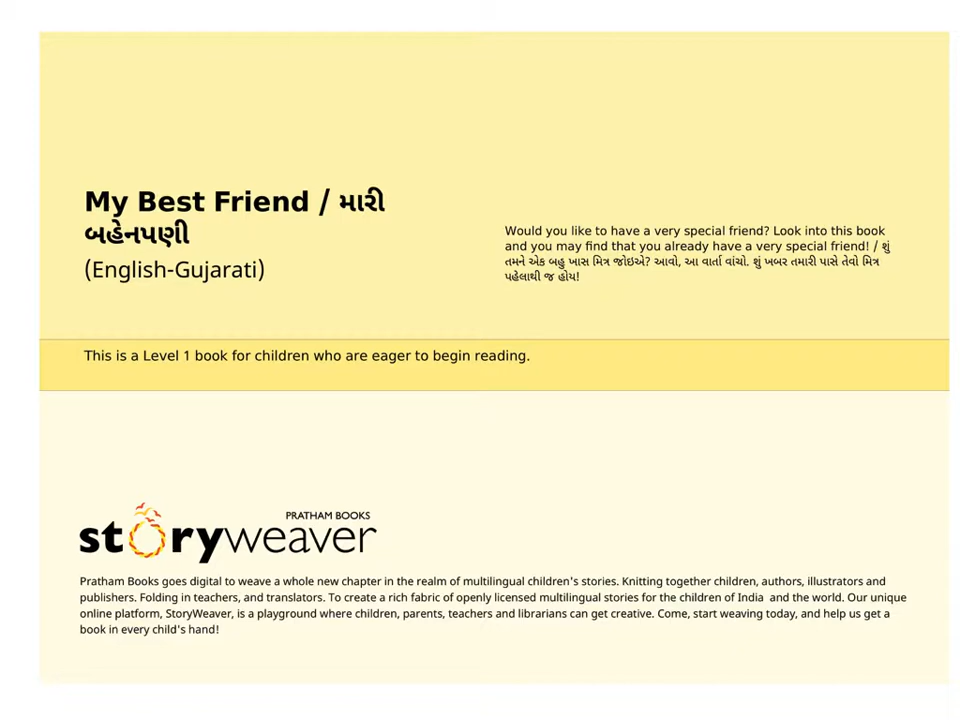 My Best Friend / મારી
બહેનપણી
(English-Gujarati)
Would you like to have a very special friend? Look into this book
and you may find that you already have a very special friend! / શું
તમને એક બહુ ખાસ મિત્ર જોઇએ? આવો, આ વાર્તા વાંચો. શું ખબર તમારી પાસે તેવો મિત્ર
પહેલાથી જ હોય!
This is a Level 1 book for children who are eager to begin reading.
PRATHAM BOOKS
storyweaver
Pratham Books goes digital to weave a whole new chapter in the realm of multilingual children's stories. Knitting together children, authors, illustrators and
publishers. Folding in teachers, and translators. To create a rich fabric of openly licensed multilingual stories for the children of India  and the world. Our unique
online platform, StoryWeaver, is a playground where children, parents, teachers and librarians can get creative. Come, start weaving today, and help us get a
book in every child's hand!